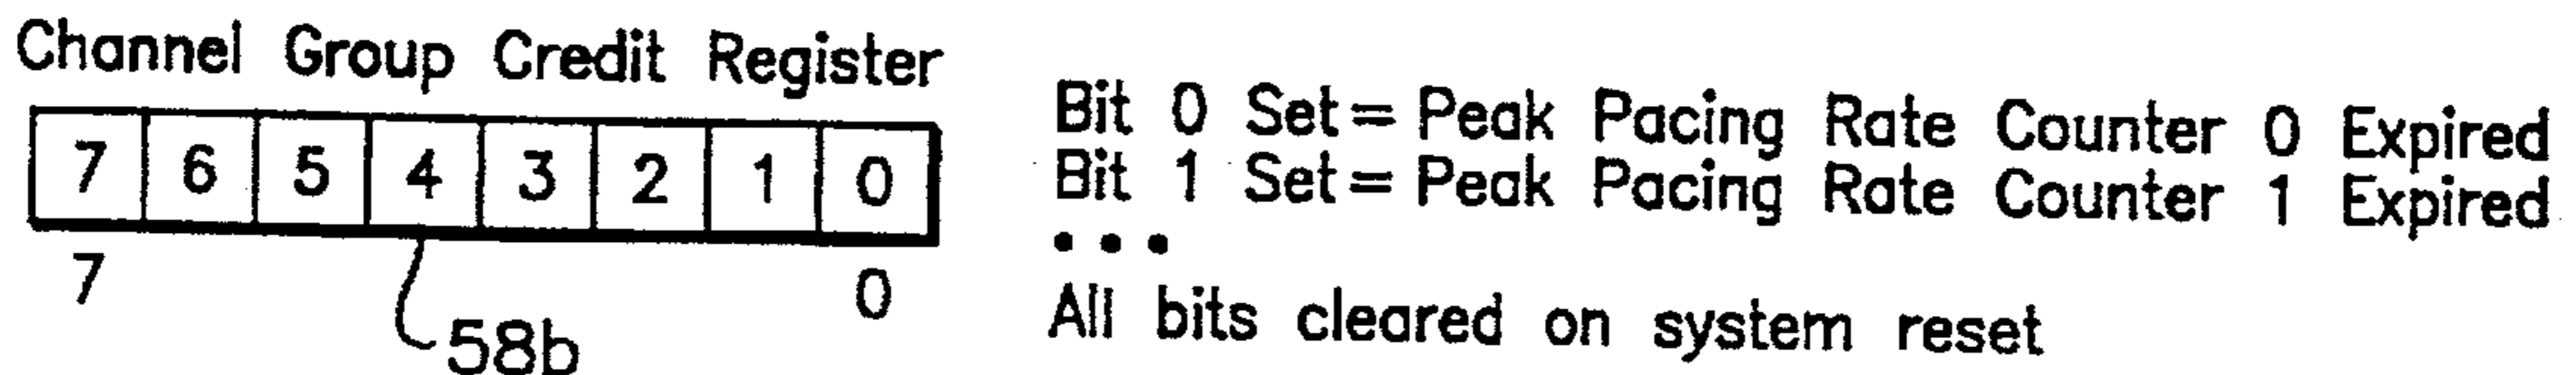 Channel Group Credit Register
7 6 5 4 3 2 1 0
7 0
58b
Bit 0 Set= Peak Pacing Rate Counter 0 Expired
Bit 1 Set= Peak Pacing Rate Counter 1 Expired
• • •
All bits cleared on system reset